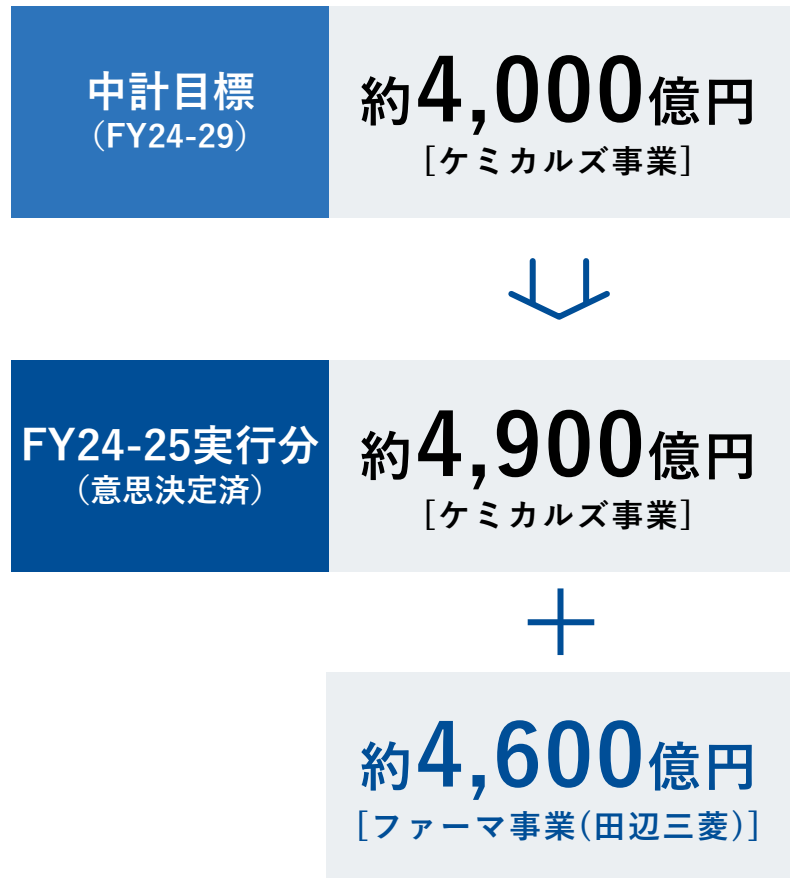 中計目標
（FY24-29）
約4,000億円
[ケミカルズ事業]
FY24-25実行分
（意思決定済）
約4,900億円
[ケミカルズ事業]
約4,600億円
[ファーマ事業(田辺三菱)]